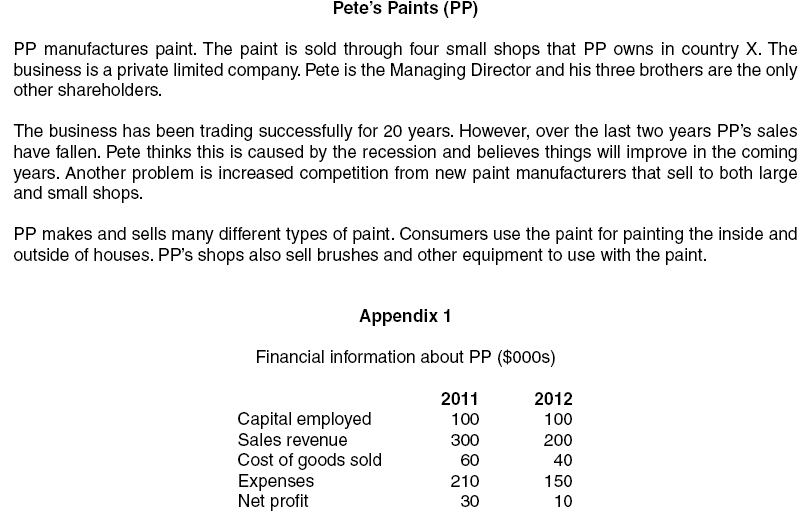 Pete's Paints (PP)
PP manufactures paint. The paint is sold through four small shops that PP owns in country X. The
business is a private limited company. Pete is the Managing Director and his three brothers are the only
other shareholders.
The business has been trading successfully for 20 years. However, over the last two years PP's sales
have fallen. Pete thinks this is caused by the recession and believes things will improve in the coming
years. Another problem is increased competition from new paint manufacturers that sell to both large
and small shops.
PP makes and sells many different types of paint. Consumers use the paint for painting the inside and
outside of houses. PP's shops also sell brushes and other equipment to use with the paint.
Appendix 1
Financial information about PP ($000s)
2011 2012
Capital employed 100 100
Sales revenue 300 200
Cost of goods sold 60 40
Expenses 210 150
Net profit 30 10